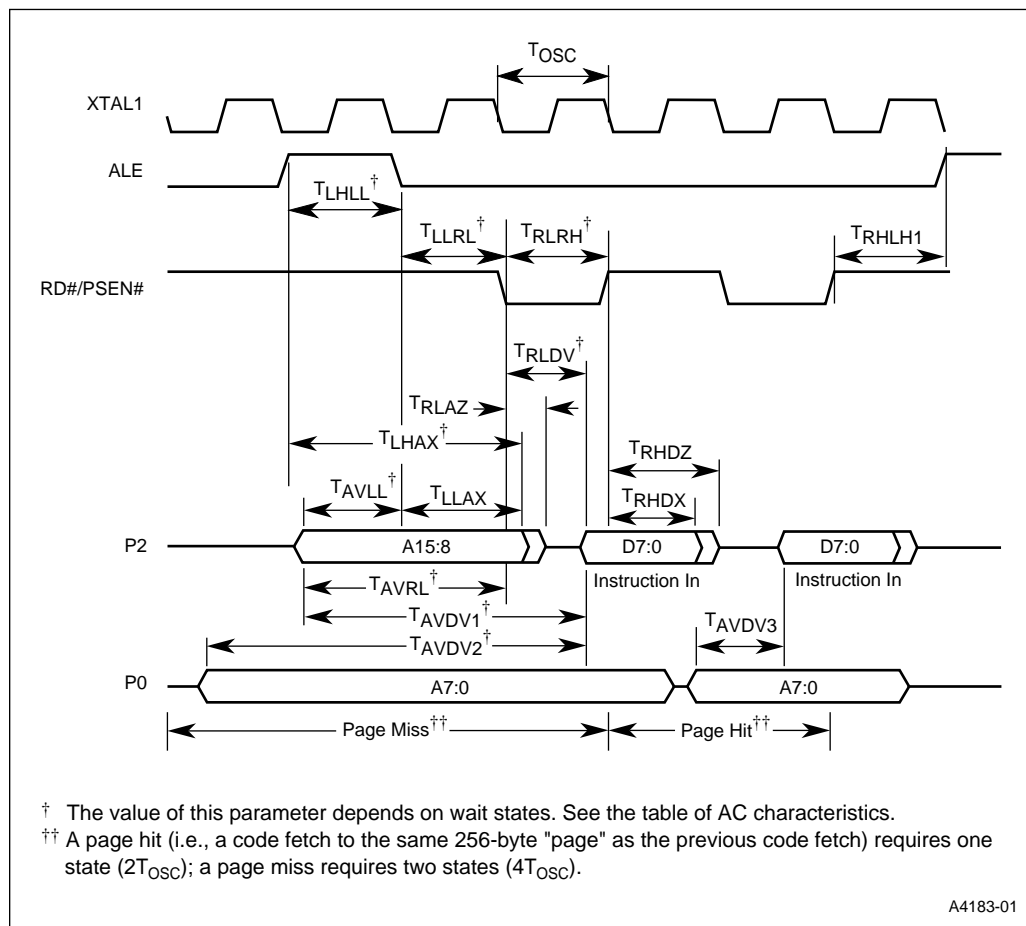 TOSC
XTAL1
ALE
TLHLL†
TLLRL†
TRLRH†
TRHLH1
RD#/PSEN#
TRLDV†
TRLAZ
TLHAX†
TRHDZ
TAVLL†
TLLAX
TRHDX
P2
A15:8
D7:0
D7:0
Instruction In
Instruction In
TAVRL†
TAVDV1†
TAVDV3
TAVDV2†
P0
A7:0
A7:0
Page Miss††
Page Hit††
† The value of this parameter depends on wait states. See the table of AC characteristics.
†† A page hit (i.e., a code fetch to the same 256-byte "page" as the previous code fetch) requires one
state (2TOSC); a page miss requires two states (4TOSC).
A4183-01